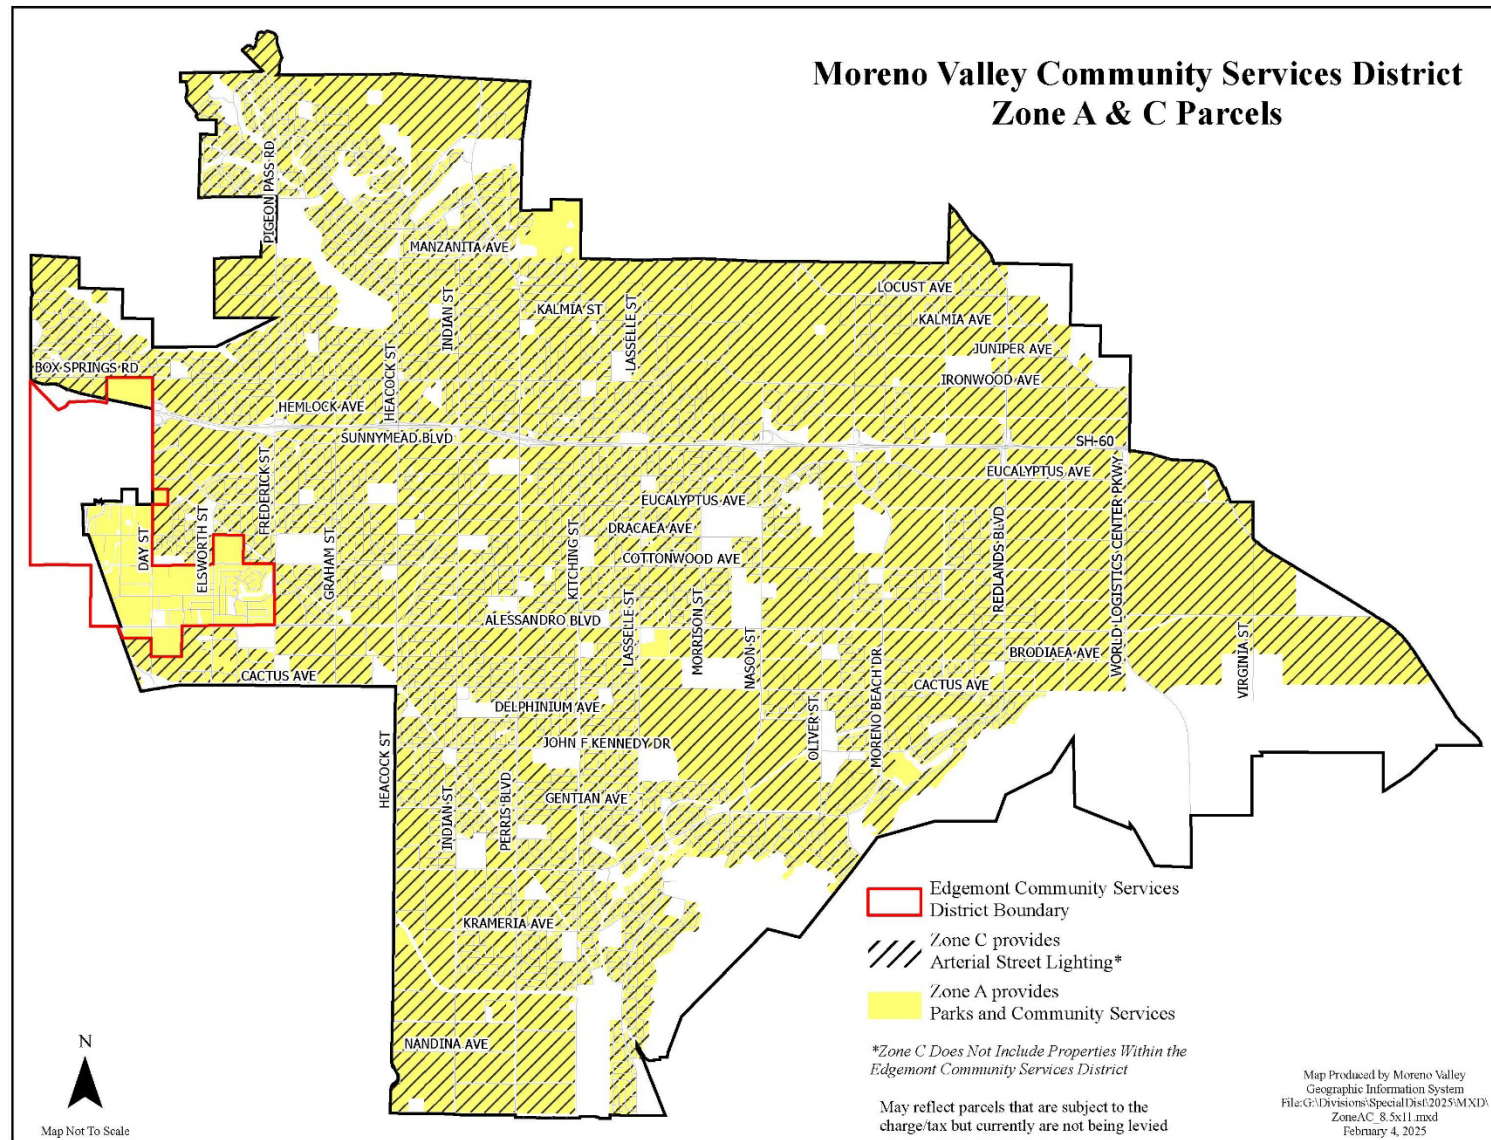 Moreno Valley Community Services District
Zone A & C Parcels
PIGEON PASS RD
MANZANITA AVE
LOCUST AVE
INDIAN ST
KALMIA ST
LASSELLE ST
KALMIA AVE
HEACOCK ST
JUNIPER AVE
BOX SPRINGS RD
IRONWOOD AVE
HEMLOCK AVE
SUNNYMEAD BLVD
SH-60
FREDERICK ST
EUCALYPTUS AVE
EUCALYPTUS AVE
DAY ST
ELSWORTH ST
GRAHAM ST
DRACAEA AVE
KITCHING ST
COTTONWOOD AVE
REDLANDS BLVD
WORLD LOGISTICS CENTER PKWY
ALESSANDRO BLVD
LASSELLE ST
MORRISON ST
NASON ST
MORENO BEACH DR
BRODIAEA AVE
VIRGINIA ST
CACTUS AVE
CACTUS AVE
DELPHINIUM AVE
OLIVER ST
HEACOCK ST
JOHN F KENNEDY DR
INDIAN ST
PERRIS BLVD
GENTIAN AVE
KRAMERIA AVE
NANDINA AVE
Edgemont Community Services
District Boundary
Zone C provides
Arterial Street Lighting*
Zone A provides
Parks and Community Services
*Zone C Does Not Include Properties Within the
Edgemont Community Services District
May reflect parcels that are subject to the
charge/tax but currently are not being levied
N
Map Not To Scale
Map Produced by Moreno Valley
Geographic Information System
File:G:\Divisions\SpecialDist\2025\MXD\
ZoneAC_8.5x11.mxd
February 4, 2025